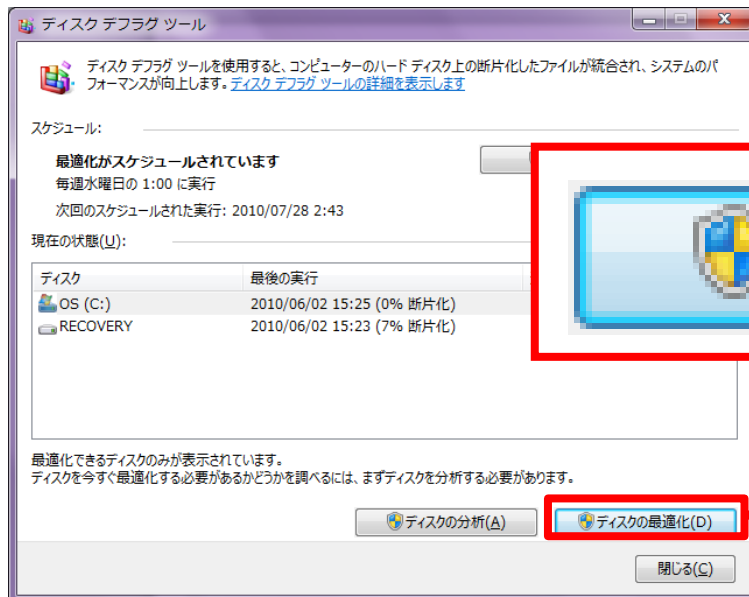 ディスク デフラグ ツール
ディスク デフラグ ツールを使用すると、コンピューターのハード ディスク上の断片化したファイルが統合され、システムのパ
フォーマンスが向上します。ディスク デフラグ ツールの詳細を表示します
スケジュール:
最適化がスケジュールされています
毎週水曜日の 1:00 に実行
次回のスケジュールされた実行: 2010/07/28 2:43
現在の状態(U):
ディスク 最後の実行
OS (C:) 2010/06/02 15:25 (0% 断片化)
RECOVERY 2010/06/02 15:23 (7% 断片化)
最適化できるディスクのみが表示されています。
ディスクを今すぐ最適化する必要があるかどうかを調べるには、まずディスクを分析する必要があります。
ディスクの分析(A) ディスクの最適化(D)
閉じる(C)